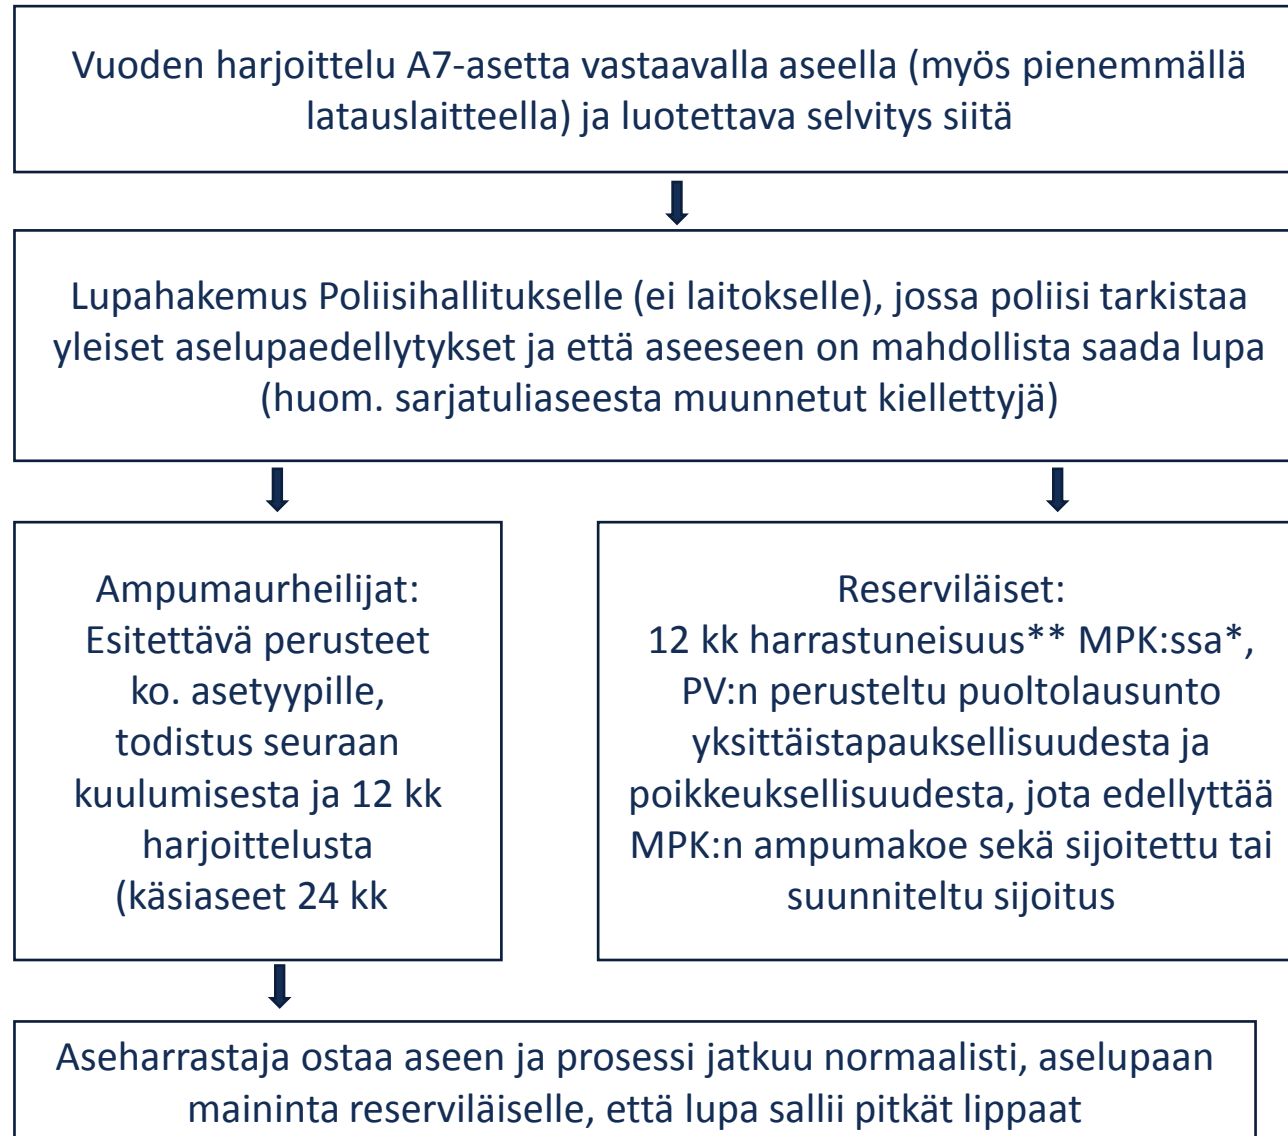 Vuoden harjoittelu A7-asetta vastaavalla aseella (myös pienemmällä
latauslaitteella) ja luotettava selvitys siitä
Lupahakemus Poliisihallitukselle (ei laitokselle), jossa poliisi tarkistaa
yleiset aselupaedellytykset ja että aseeseen on mahdollista saada lupa
(huom. sarjatuliaseesta muunnetut kiellettyjä)
Ampumaurheilijat:
Esitettävä perusteet
ko. asetyypille,
todistus seuraan
kuulumisesta ja 12 kk
harjoittelusta
(käsiaseet 24 kk
Reserviläiset:
12 kk harrastuneisuus** MPK:ssa*,
PV:n perusteltu puoltolausunto
yksittäistapauksellisuudesta ja
poikkeuksellisuudesta, jota edellyttää
MPK:n ampumakoe sekä sijoitettu tai
suunniteltu sijoitus
Aseharrastaja ostaa aseen ja prosessi jatkuu normaalisti, aselupaan
maininta reserviläiselle, että lupa sallii pitkät lippaat